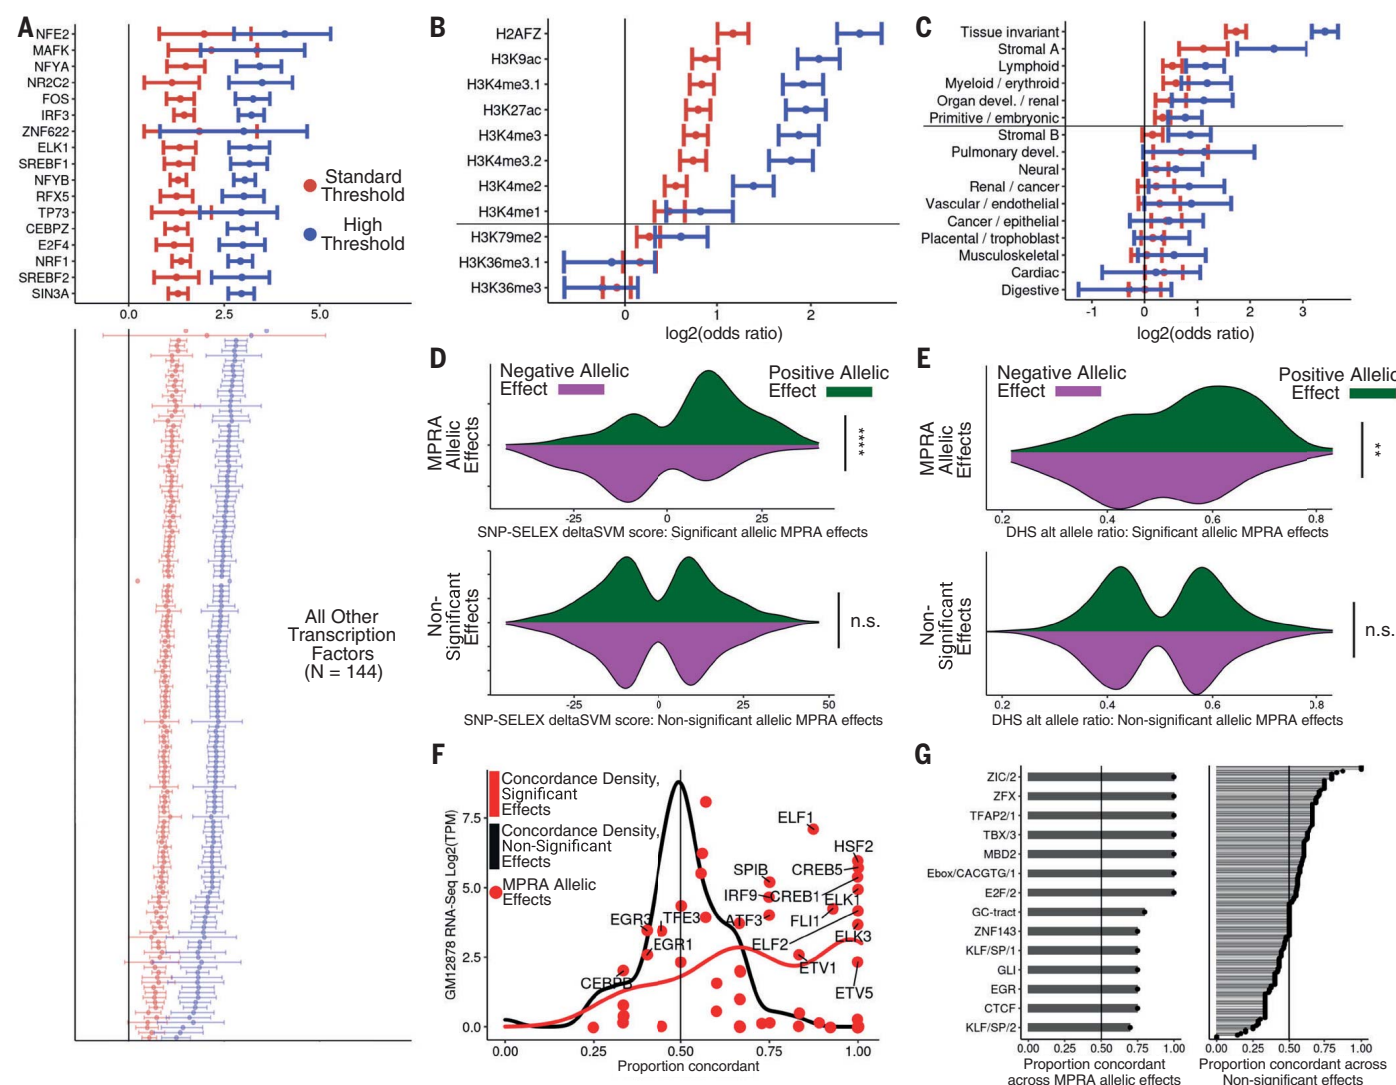 A
NFE2
MAFK
NFYA
NR2C2
FOS
IRF3
ZNF622
ELK1
SREBF1
NFYB
RFX5
TP73
CEBPZ
E2F4
NRF1
SREBF2
SIN3A
Standard
Threshold
High
Threshold
0
2.5
5.0
All Other
Transcription
Factors
(N = 144)
B
H2AFZ
H3K9ac
H3K4me3.1
H3K27ac
H3K4me3
H3K4me3.2
H3K4me2
H3K4me1
H3K79me2
H3K36me3.1
H3K36me3
0
1
2
log2(odds ratio)
C
Tissue invariant
Stromal A
Lymphoid
Myeloid / erythroid
Organ devel. / renal
Primitive / embryonic
Stromal B
Pulmonary devel.
Neural
Renal / cancer
Vascular / endothelial
Cancer / epithelial
Placental / trophoblast
Musculoskeletal
Cardiac
Digestive
-1
0
1
2
3
log2(odds ratio)
D
Negative Allelic
Effect
Positive Allelic
Effect
MPRA
Allelic
Effects
****
-25
0
25
SNP-SELEX deltaSVM score: Significant allelic MPRA effects
Non-
Significant
Effects
n.s.
-25
0
25
50
SNP-SELEX deltaSVM score: Non-significant allelic MPRA effects
E
Negative Allelic
Effect
Positive Allelic
Effect
MPRA
Allelic
Effects
**
0.2
0.4
0.6
0.8
DHS alt allele ratio: Significant allelic MPRA effects
Non-
Significant
Effects
n.s.
0.2
0.4
0.6
0.8
DHS alt allele ratio: Non-significant allelic MPRA effects
F
Concordance Density,
Significant
Effects
Concordance Density,
Non-Significant
Effects
MPRA Allelic
Effects
GM12878 RNA-Seq Log2(TPM)
7.5
5.0
2.5
0.0
ELF1
HSF2
SPIB
CREB5
IRF9
CREB1
ELK1
EGR3
TFE3
ATF3
FLI1
EGR1
ELF2
ELK3
CEBPB
ETV1
ETV5
0.00
0.25
0.50
0.75
1.00
Proportion concordant
G
ZIC/2
ZFX
TFAP2/1
TBX/3
MBD2
Ebox/CACGTG/1
E2F/2
GC-tract
ZNF143
KLF/SP/1
GLI
EGR
CTCF
KLF/SP/2
0.00
0.25
0.50
0.75
1.00
Proportion concordant
across MPRA allelic effects
0.00
0.25
0.50
0.75
1.00
Proportion concordant across
Non-significant effects